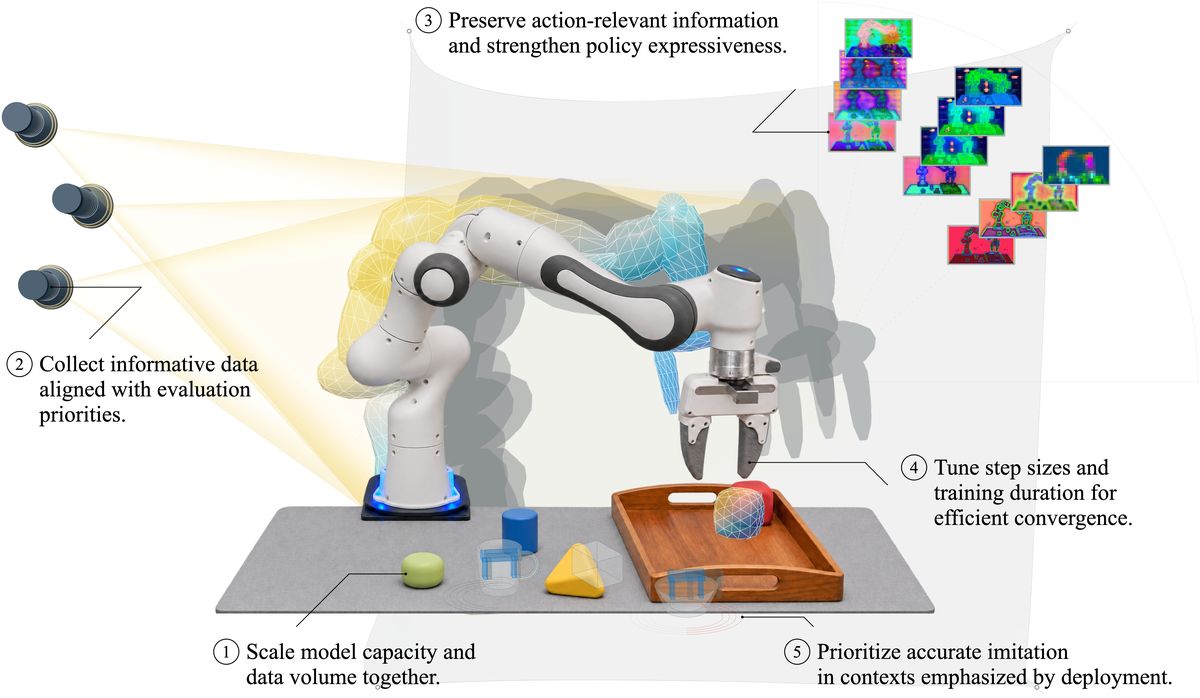 ③ Preserve action-relevant information
and strengthen policy expressiveness.
② Collect informative data
aligned with evaluation
priorities.
④ Tune step sizes and
training duration for
efficient convergence.
① Scale model capacity and
data volume together.
⑤ Prioritize accurate imitation
in contexts emphasized by deployment.